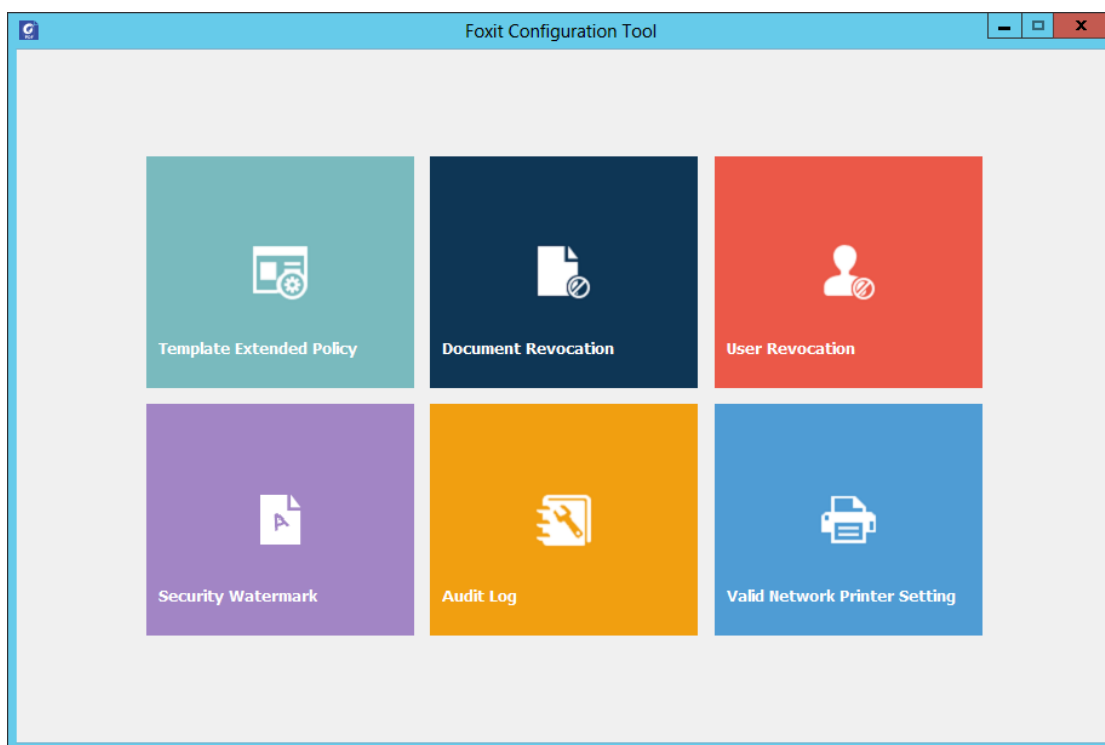 Foxit Configuration Tool
Template Extended Policy
Document Revocation
User Revocation
Security Watermark
Audit Log
Valid Network Printer Setting